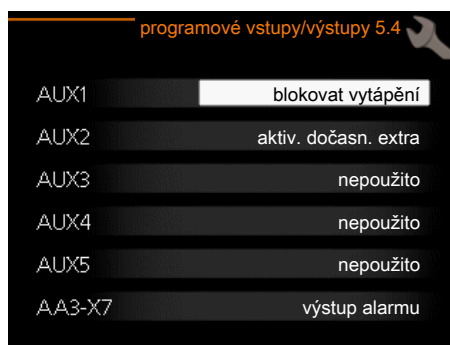 programové vstupy/výstupy 5.4
AUX1 blokovat vytápění
AUX2 aktiv. dočasn. extra
AUX3 nepoužito
AUX4 nepoužito
AUX5 nepoužito
AA3-X7 výstup alarmu